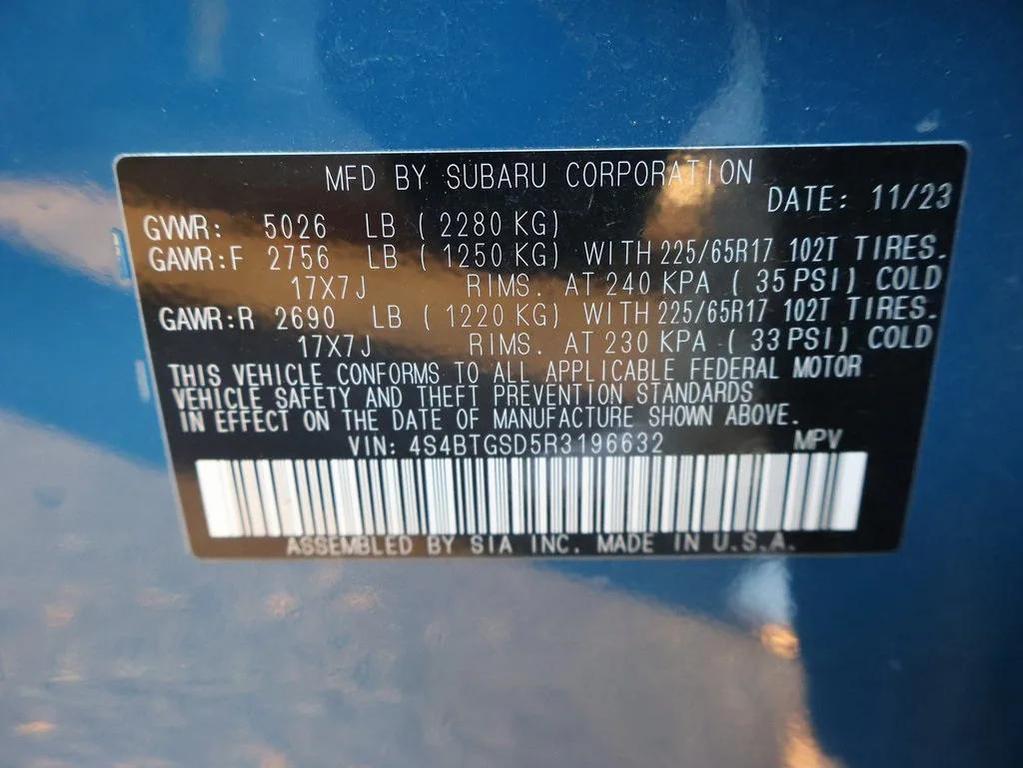 MFD BY SUBARU CORPORATION
DATE: 11/23
GVWR: 5026 LB ( 2280 KG)
GAWR:F 2756 LB ( 1250 KG) WITH 225/65R17 102T TIRES.
17X7J RIMS. AT 240 KPA ( 35 PSI) COLD
GAWR:R 2690 LB ( 1220 KG) WITH 225/65R17 102T TIRES.
17X7J RIMS. AT 230 KPA ( 33 PSI) COLD
THIS VEHICLE CONFORMS TO ALL APPLICABLE FEDERAL MOTOR
VEHICLE SAFETY AND THEFT PREVENTION STANDARDS
IN EFFECT ON THE DATE OF MANUFACTURE SHOWN ABOVE.
VIN: 4S4BTGSD5R3196632 MPV
ASSEMBLED BY SIA INC. MADE IN U.S.A.